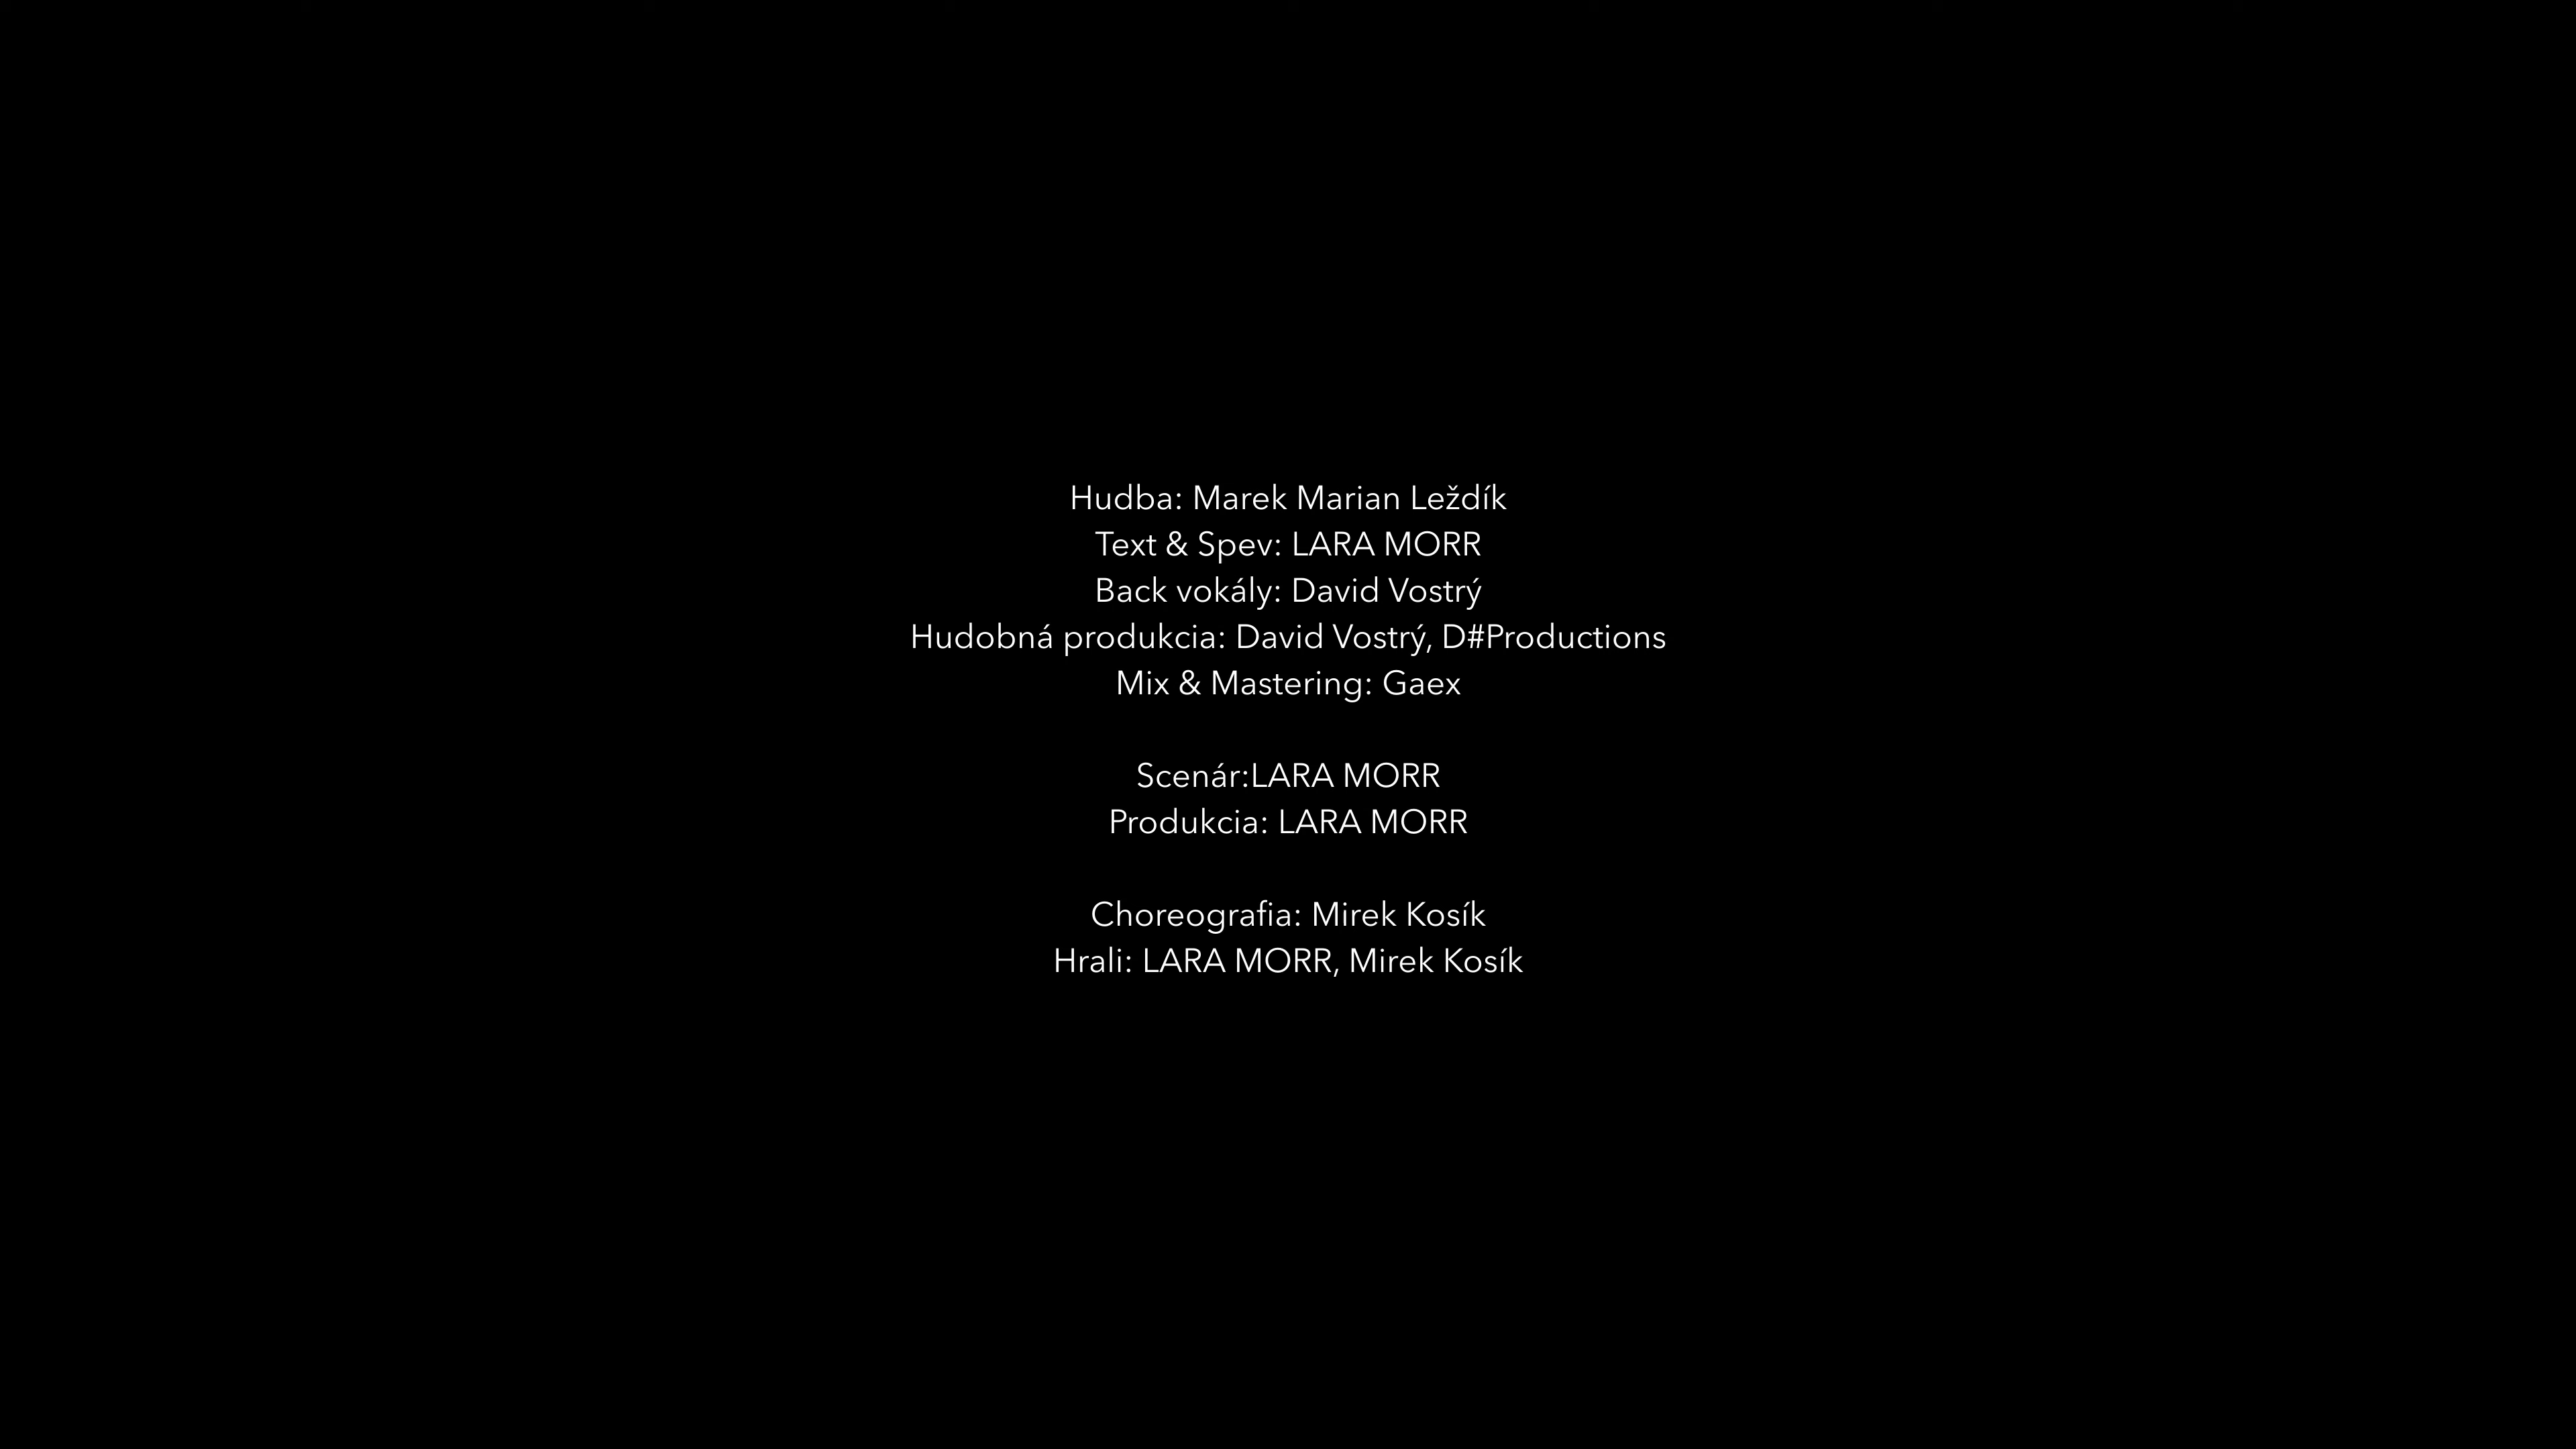 Hudba: Marek Marian Leždík
Text & Spev: LARA MORR
Back vokály: David Vostrý
Hudobná produkcia: David Vostrý, D#Productions
Mix & Mastering: Gaex
Scenár:LARA MORR
Produkcia: LARA MORR
Choreografia: Mirek Kosík
Hrali: LARA MORR, Mirek Kosík